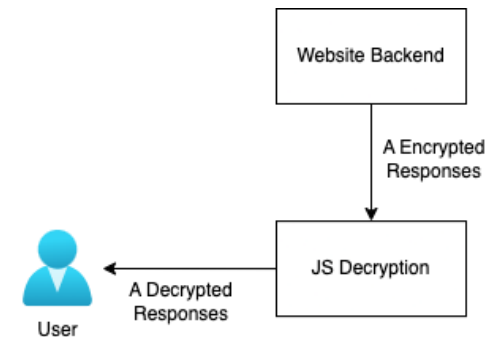 Website Backend
A Encrypted
Responses
JS Decryption
A Decrypted
Responses
User